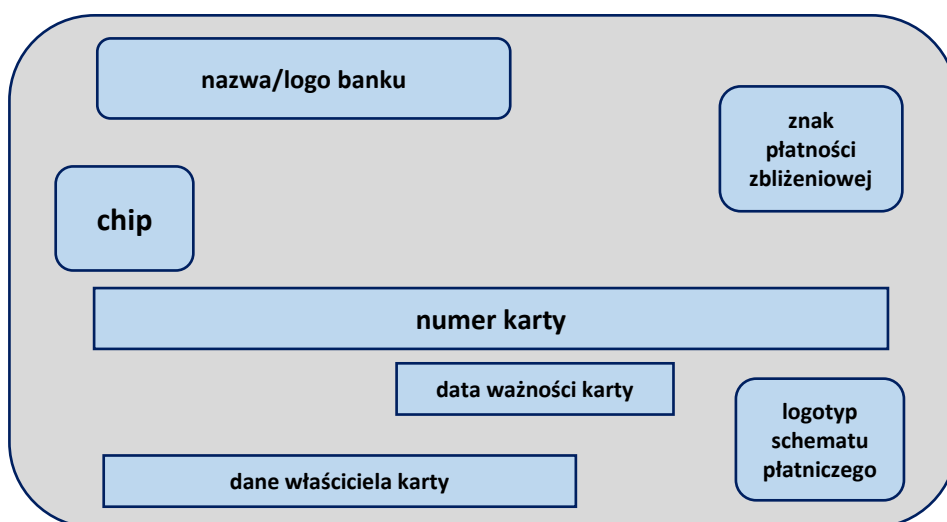 nazwa/logo banku
znak
płatności
zbliżeniowej
chip
numer karty
data ważności karty
logotyp
schematu
płatniczego
dane właściciela karty